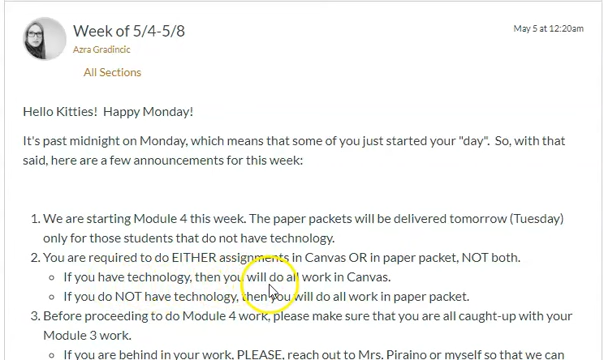 Week of 5/4-5/8
May 5 at 12:20am
Azra Gradincic
All Sections
Hello Kitties!  Happy Monday!
It's past midnight on Monday, which means that some of you just started your "day".  So, with that
said, here are a few announcements for this week:
1. We are starting Module 4 this week. The paper packets will be delivered tomorrow (Tuesday)
only for those students that do not have technology.
2. You are required to do EITHER assignments in Canvas OR in paper packet, NOT both.
If you have technology, then you will do all work in Canvas.
If you do NOT have technology, then you will do all work in paper packet.
3. Before proceeding to do Module 4 work, please make sure that you are all caught-up with your
Module 3 work.
If you are behind in your work, PLEASE, reach out to Mrs. Piraino or myself so that we can